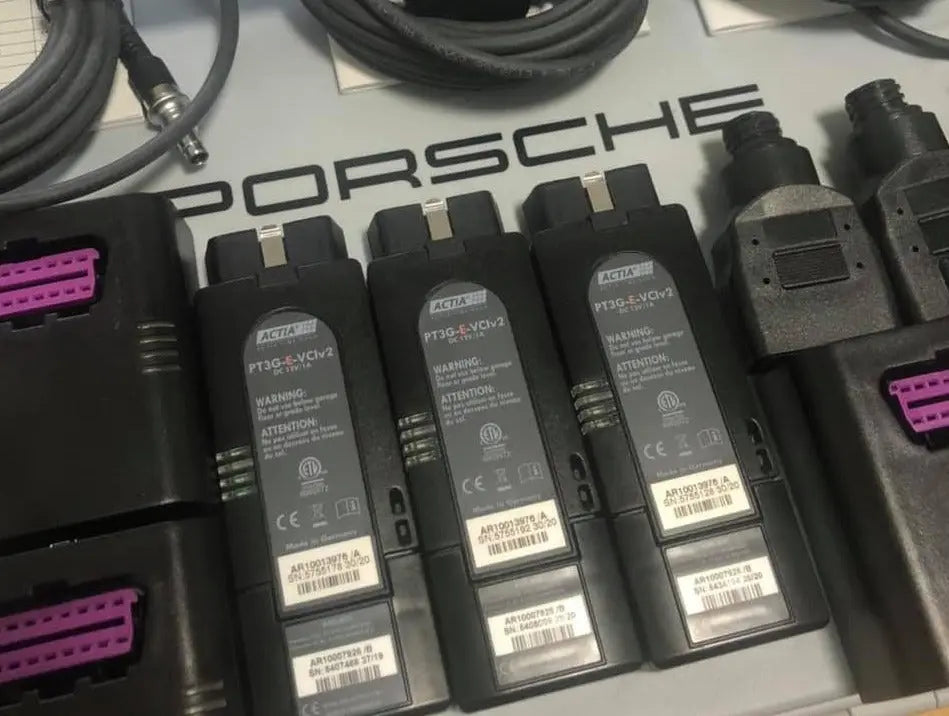 PORSCHE
ACTIA
PT3G-E-VCIv2
DC 12V/1A
WARNING:
Do not use below garage
floor or grade level.
ATTENTION:
Ne pas utiliser en fosse
ou en dessous du niveau
du sol.
CE
Made in Germany
AR10013976 /A
SN:5755178 30/20
AR10007926 /B
SN: 5407468 37/19
ACTIA
PT3G-E-VCIv2
DC 12V/1A
WARNING:
Do not use below garage
floor or grade level.
ATTENTION:
Ne pas utiliser en fosse
ou en dessous du niveau
du sol.
CE
Made in Germany
AR10013976 /A
SN:5755192 30/20
AR10007926 /B
ACTIA
PT3G-E-VCIv2
DC 12V/1A
WARNING:
Do not use below garage
floor or grade level.
ATTENTION:
Ne pas utiliser en fosse
ou en dessous du niveau
du sol.
CE
Made in Germany
AR10013976 /A
SN:5755126 30/20
AR10007926 /B